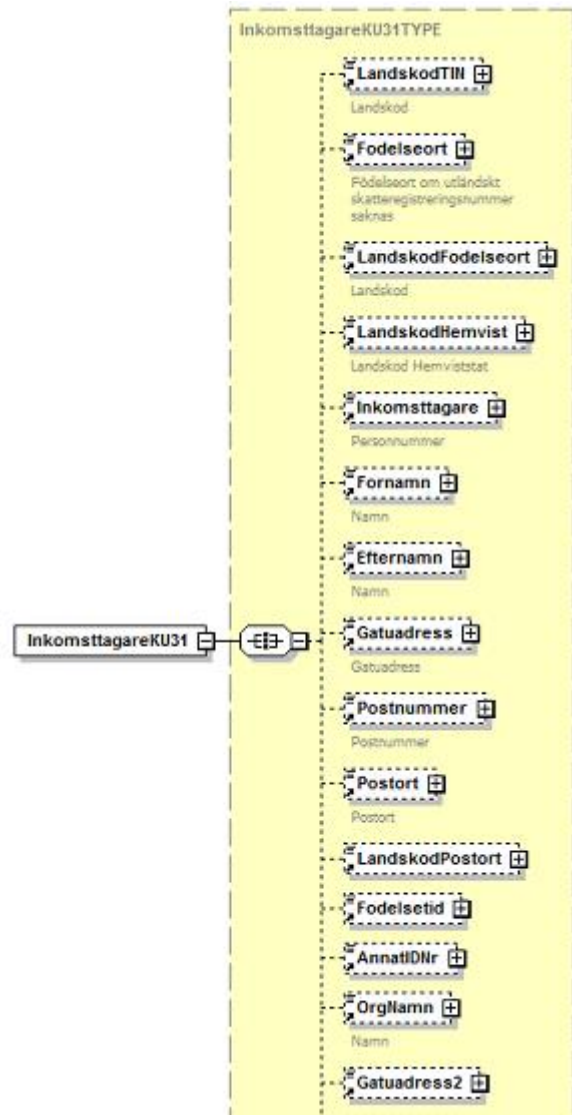 InkomsttagareKU31TYPE
LandskodTIN
Landskod
Fodelseort
Födelseort om utländskt
skatteregistreringsnummer
saknas
LandskodFodelseort
Landskod
LandskodHemvist
Landskod Hemviststat
Inkomsttagare
Personnummer
Fornamn
Namn
Efternamn
Namn
InkomsttagareKU31
Gatuadress
Gatuadress
Postnummer
Postnummer
Postort
Postort
LandskodPostort
Fodelsetid
AnnatIDNr
OrgNamn
Namn
Gatuadress2